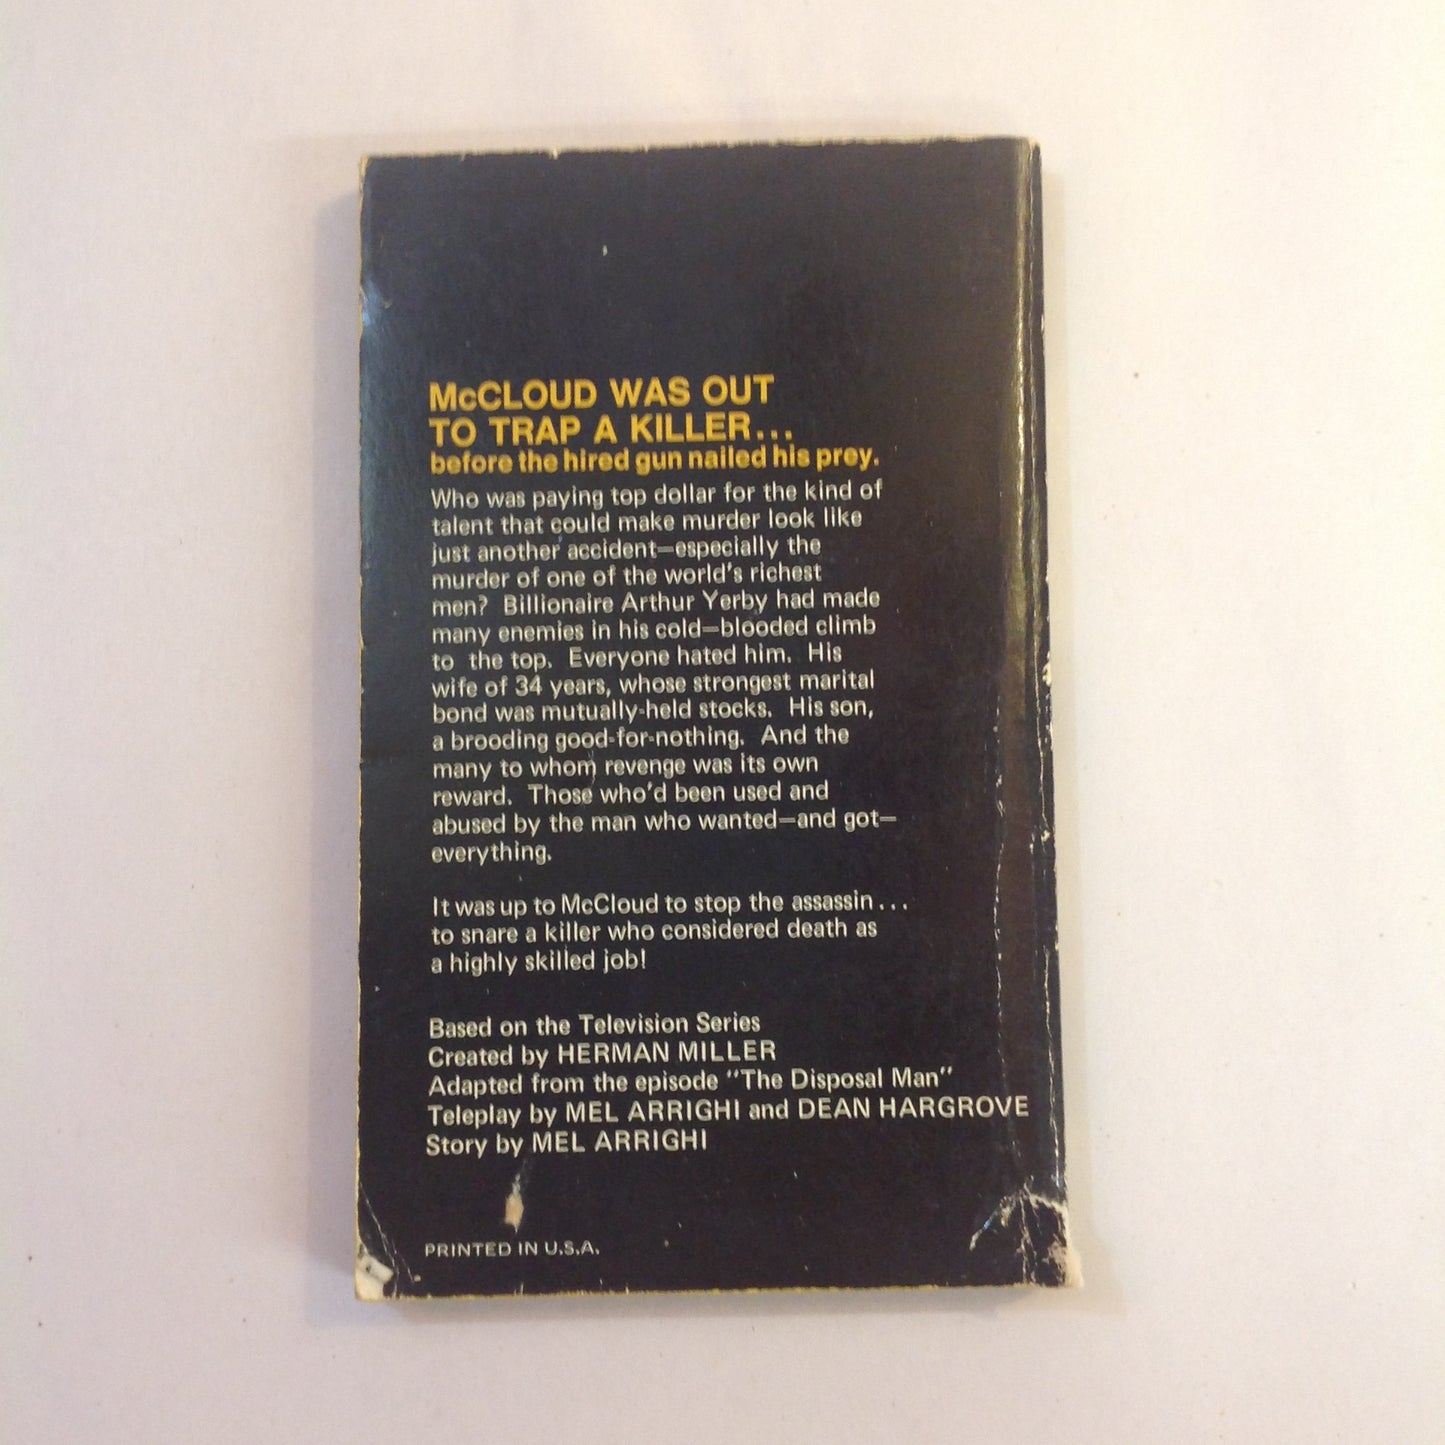 McCLOUD WAS OUT
TO TRAP A KILLER...
before the hired gun nailed his prey.
Who was paying top dollar for the kind of
talent that could make murder look like
just another accident—especially the
murder of one of the world's richest
men? Billionaire Arthur Yerby had made
many enemies in his cold—blooded climb
to the top. Everyone hated him. His
wife of 34 years, whose strongest marital
bond was mutually-held stocks. His son,
a brooding good-for-nothing. And the
many to whom revenge was its own
reward. Those who'd been used and
abused by the man who wanted—and got—
everything.
It was up to McCloud to stop the assassin...
to snare a killer who considered death as
a highly skilled job!
Based on the Television Series
Created by HERMAN MILLER
Adapted from the episode "The Disposal Man"
Teleplay by MEL ARRIGHI and DEAN HARGROVE
Story by MEL ARRIGHI
PRINTED IN U.S.A.